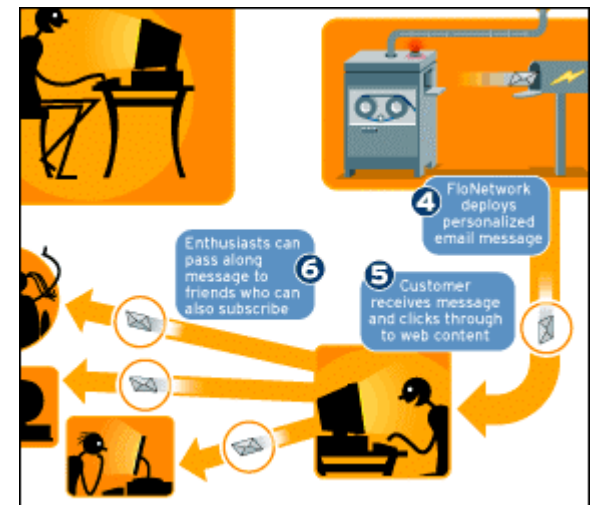 4
FloNetwork
deploys
personalized
email message
5
Customer
receives message
and clicks through
to web content
6
Enthusiasts can
pass along
message to
friends who can
also subscribe